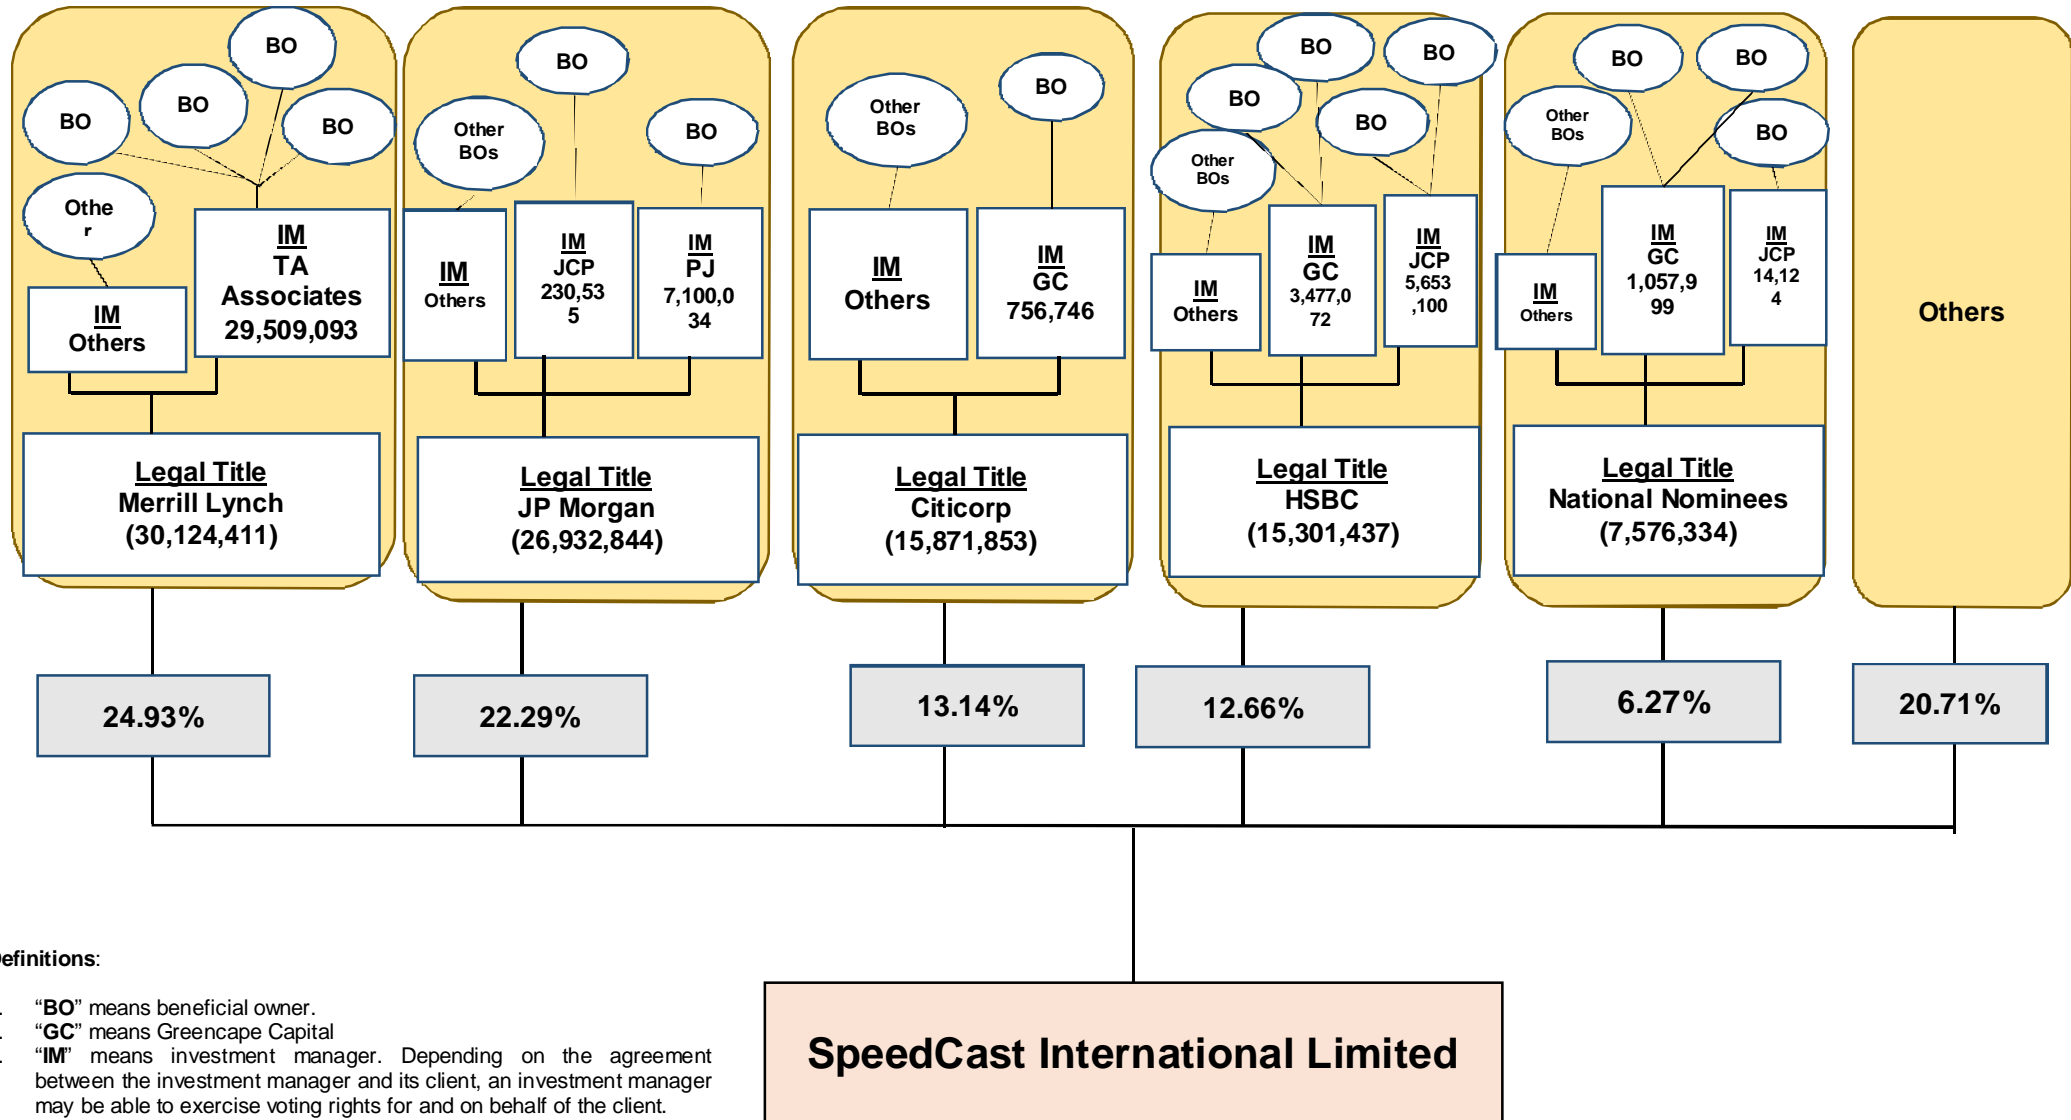 BO
BO
BO
BO
Othe
r
IM
Others
IM
TA
Associates
29,509,093
Legal Title
Merrill Lynch
(30,124,411)
24.93%
Other
BOs
BO
BO
IM
Others
IM
JCP
230,53
5
IM
PJ
7,100,0
34
Legal Title
JP Morgan
(26,932,844)
22.29%
Other
BOs
BO
IM
Others
IM
GC
756,746
Legal Title
Citicorp
(15,871,853)
13.14%
BO
BO
BO
BO
Other
BOs
IM
Others
IM
GC
3,477,0
72
IM
JCP
5,653
,100
Legal Title
HSBC
(15,301,437)
12.66%
Other
BOs
BO
BO
BO
IM
Others
IM
GC
1,057,9
99
IM
JCP
14,12
4
Legal Title
National Nominees
(7,576,334)
6.27%
Others
20.71%
efinitions:
. “BO” means beneficial owner.
. “GC” means Greencape Capital
. “IM” means investment manager. Depending on the agreement
between the investment manager and its client, an investment manager
may be able to exercise voting rights for and on behalf of the client.
SpeedCast International Limited